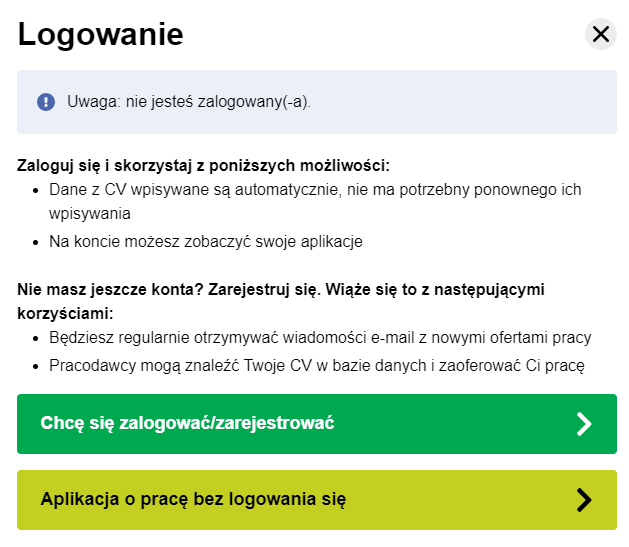 Logowanie
Uwaga: nie jesteś zalogowany(-a).
Zaloguj się i skorzystaj z poniższych możliwości:
Dane z CV wpisywane są automatycznie, nie ma potrzebny ponownego ich
wpisywania
Na koncie możesz zobaczyć swoje aplikacje
Nie masz jeszcze konta? Zarejestruj się. Wiąże się to z następującymi
korzyściami:
Będziesz regularnie otrzymywać wiadomości e-mail z nowymi ofertami pracy
Pracodawcy mogą znaleźć Twoje CV w bazie danych i zaoferować Ci pracę
Chcę się zalogować/zarejestrować
Aplikacja o pracę bez logowania się